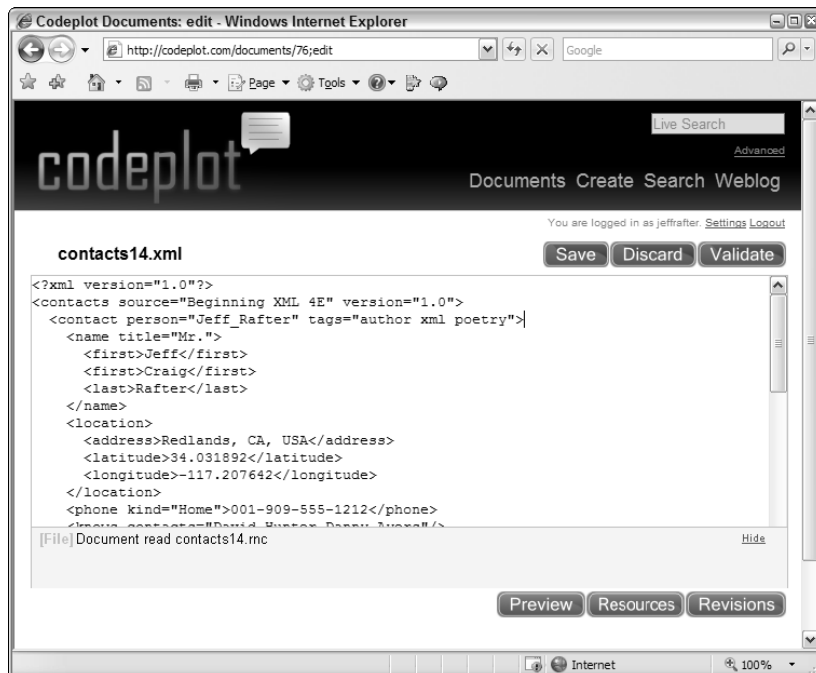 Codeplot Documents: edit - Windows Internet Explorer
http://codeplot.com/documents/76;edit
Google
Page Tools
codeplot
Live Search
Advanced
Documents Create Search Weblog
You are logged in as jeffrafter. Settings Logout
contacts14.xml
Save Discard Validate
<?xml version="1.0"?>
<contacts source="Beginning XML 4E" version="1.0">
<contact person="Jeff_Rafter" tags="author xml poetry">
<name title="Mr.">
<first>Jeff</first>
<first>Craig</first>
<last>Rafter</last>
</name>
<location>
<address>Redlands, CA, USA</address>
<latitude>34.031892</latitude>
<longitude>-117.207642</longitude>
</location>
<phone kind="Home">001-909-555-1212</phone>
<knows contacts="David_Hunter Danny_Ayers"/>
[File] Document read contacts14.rnc
Hide
Preview Resources Revisions
Internet
100%